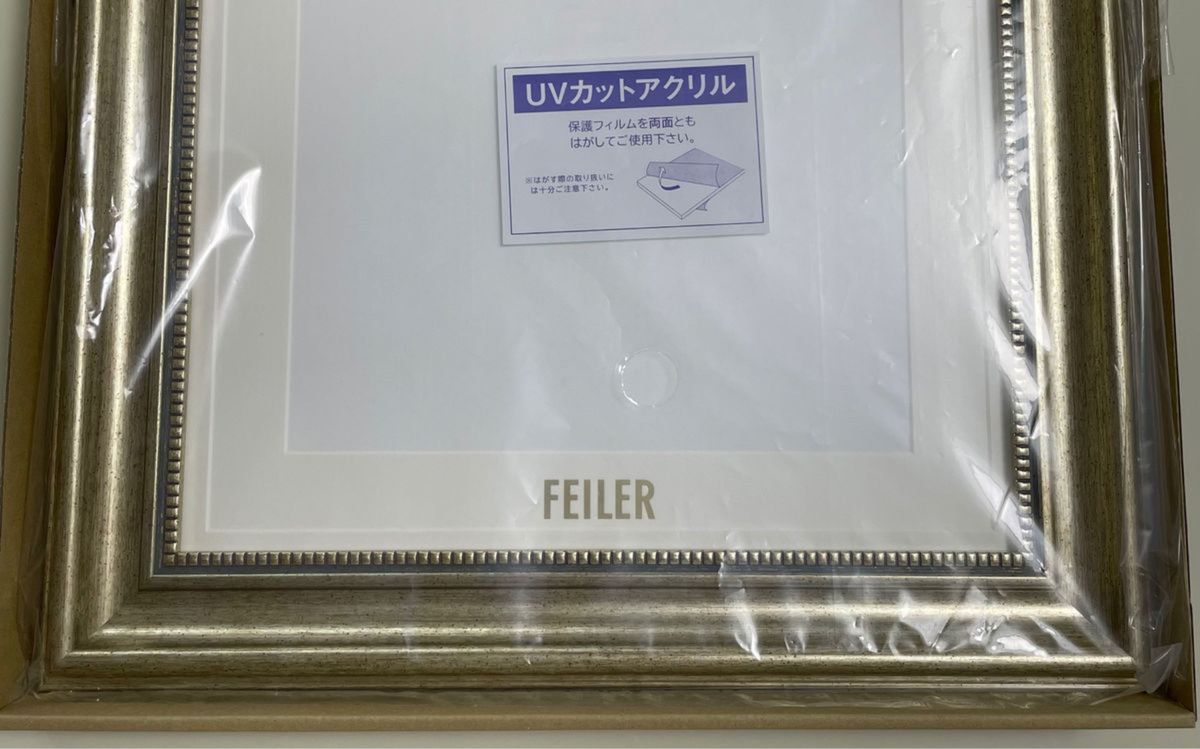 UVカットアクリル
保護フィルムを両面とも
はがしてご使用下さい。
※はがす際の取り扱いに
は十分ご注意下さい。
FEILER